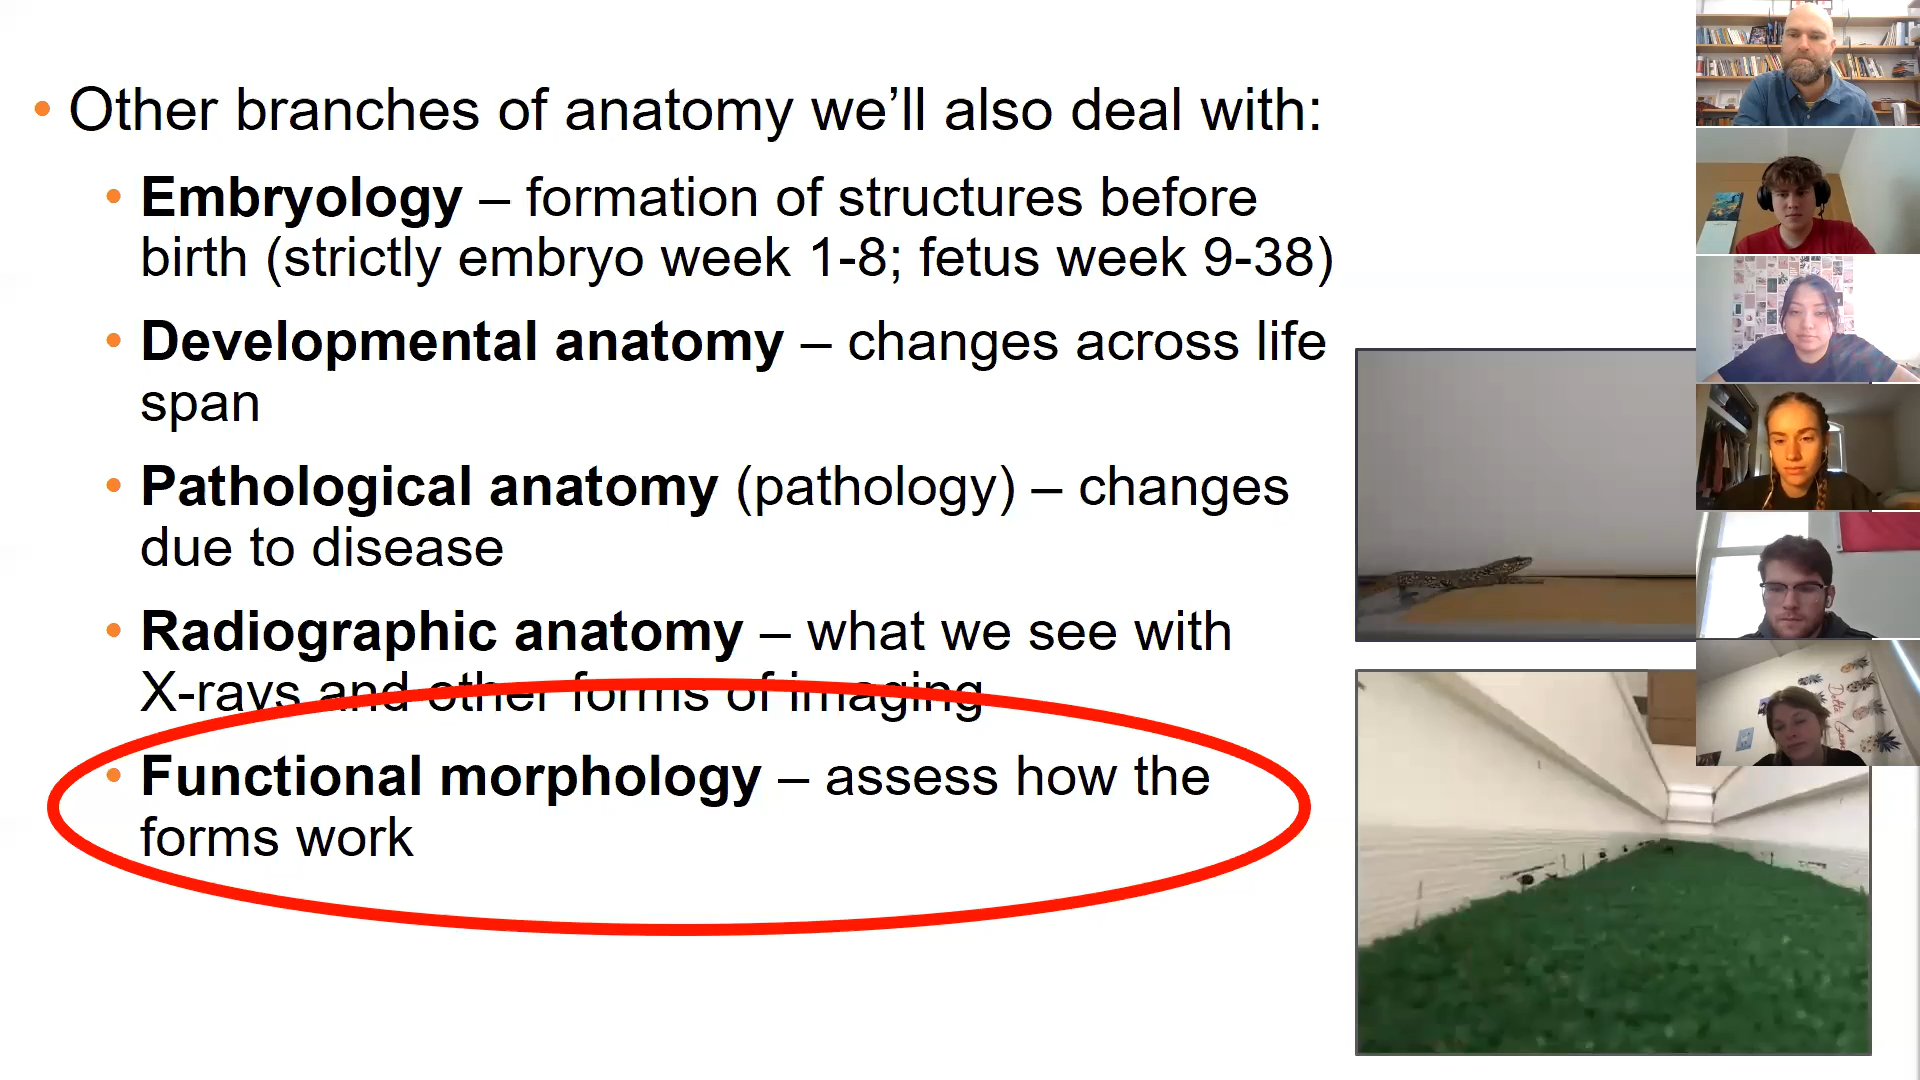 • Other branches of anatomy we’ll also deal with:
• Embryology – formation of structures before
birth (strictly embryo week 1-8; fetus week 9-38)
• Developmental anatomy – changes across life
span
• Pathological anatomy (pathology) – changes
due to disease
• Radiographic anatomy – what we see with
X-rays and other forms of imaging
• Functional morphology – assess how the
forms work